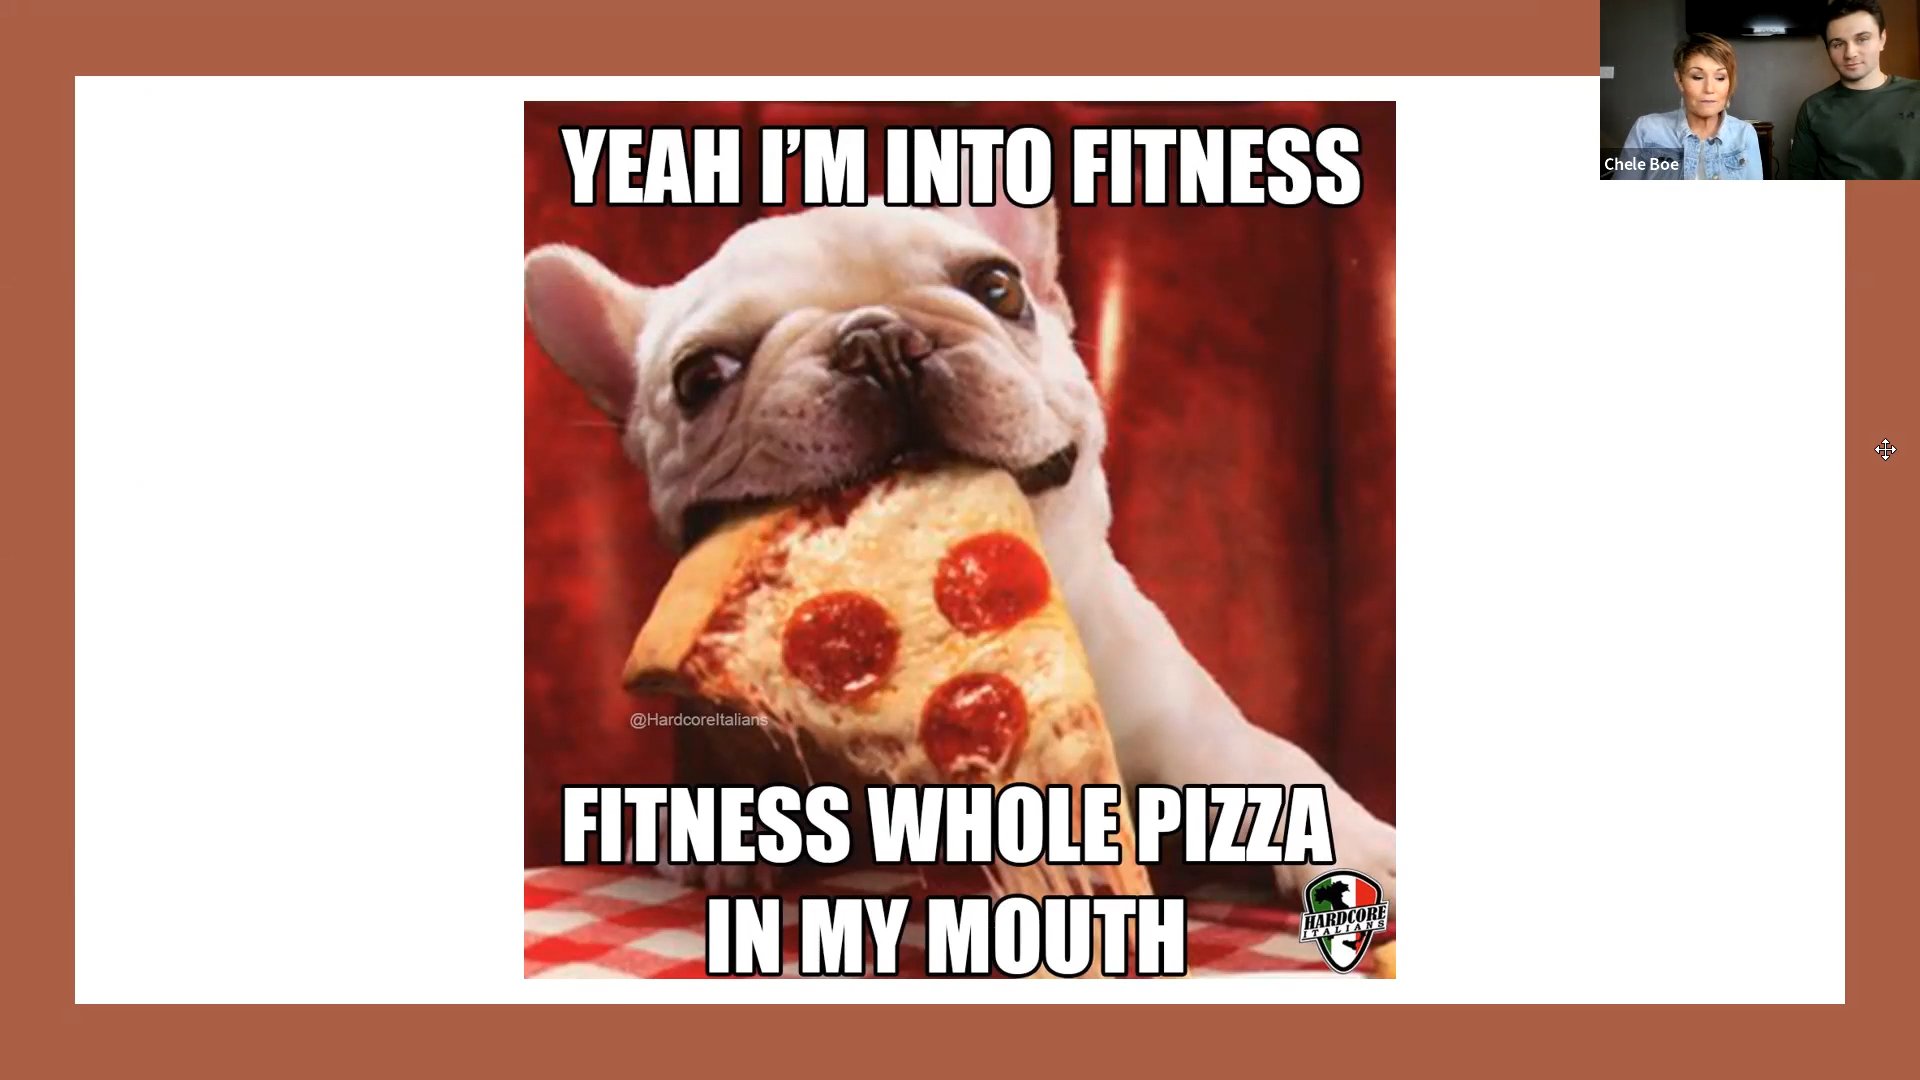 YEAH I'M INTO FITNESS
Chele Boe
@HardcoreItalians
FITNESS WHOLE PIZZA
IN MY MOUTH
HARDCORE
ITALIANS